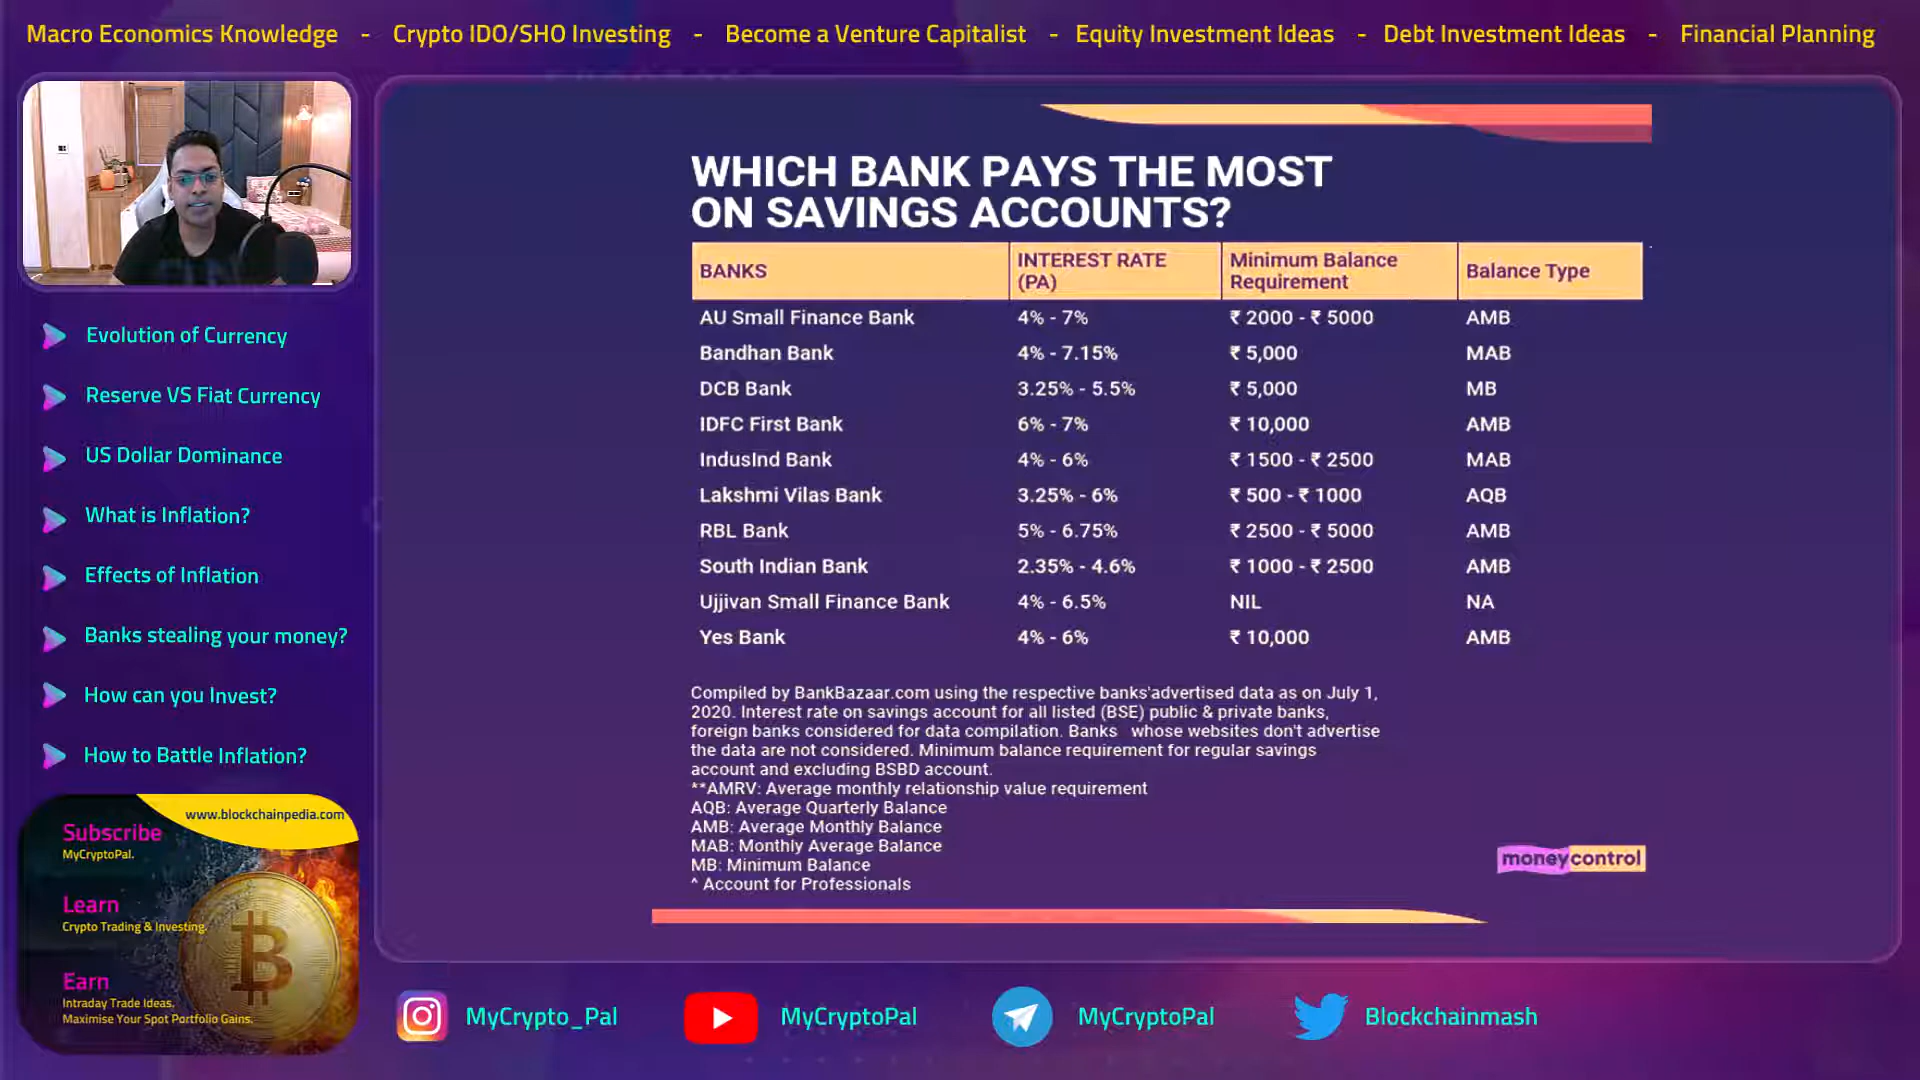 Macro Economics Knowledge - Crypto IDO/SHO Investing - Become a Venture Capitalist - Equity Investment Ideas - Debt Investment Ideas - Financial Planning
Evolution of Currency
Reserve VS Fiat Currency
US Dollar Dominance
What is Inflation?
Effects of Inflation
Banks stealing your money?
How can you Invest?
How to Battle Inflation?
www.blockchainpedia.com
Subscribe
MyCryptoPal.
Learn
Crypto Trading & Investing.
Earn
Intraday Trade Ideas.
Maximise Your Spot Portfolio Gains.
WHICH BANK PAYS THE MOST
ON SAVINGS ACCOUNTS?
BANKS INTEREST RATE (PA) Minimum Balance Requirement Balance Type
AU Small Finance Bank 4% - 7% ₹ 2000 - ₹ 5000 AMB
Bandhan Bank 4% - 7.15% ₹ 5,000 MAB
DCB Bank 3.25% - 5.5% ₹ 5,000 MB
IDFC First Bank 6% - 7% ₹ 10,000 AMB
IndusInd Bank 4% - 6% ₹ 1500 - ₹ 2500 MAB
Lakshmi Vilas Bank 3.25% - 6% ₹ 500 - ₹ 1000 AQB
RBL Bank 5% - 6.75% ₹ 2500 - ₹ 5000 AMB
South Indian Bank 2.35% - 4.6% ₹ 1000 - ₹ 2500 AMB
Ujjivan Small Finance Bank 4% - 6.5% NIL NA
Yes Bank 4% - 6% ₹ 10,000 AMB
Compiled by BankBazaar.com using the respective banks'advertised data as on July 1,
2020. Interest rate on savings account for all listed (BSE) public & private banks,
foreign banks considered for data compilation. Banks whose websites don't advertise
the data are not considered. Minimum balance requirement for regular savings
account and excluding BSBD account.
**AMRV: Average monthly relationship value requirement
AQB: Average Quarterly Balance
AMB: Average Monthly Balance
MAB: Monthly Average Balance
MB: Minimum Balance
^ Account for Professionals
moneycontrol
MyCrypto_Pal MyCryptoPal MyCryptoPal Blockchainmash